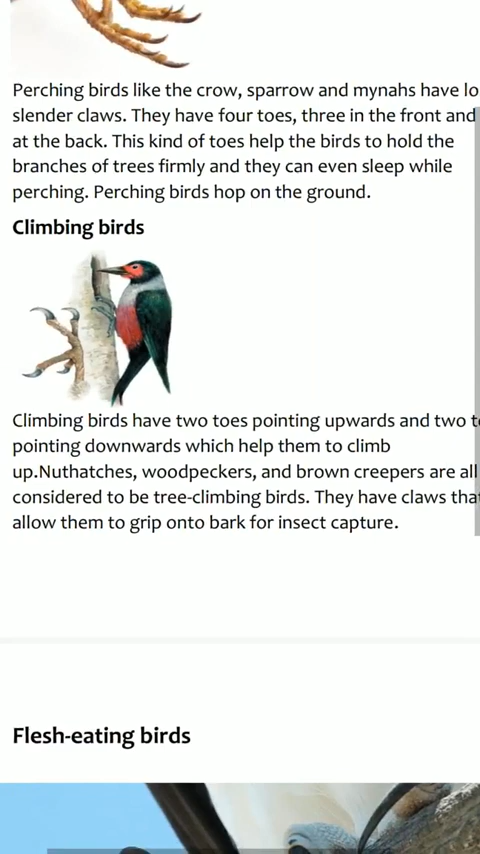 Perching birds like the crow, sparrow and mynahs have
slender claws. They have four toes, three in the front and
at the back. This kind of toes help the birds to hold the
branches of trees firmly and they can even sleep while
perching. Perching birds hop on the ground.
Climbing birds
Climbing birds have two toes pointing upwards and two
pointing downwards which help them to climb
up.Nuthatches, woodpeckers, and brown creepers are all
considered to be tree-climbing birds. They have claws
allow them to grip onto bark for insect capture.
Flesh-eating birds